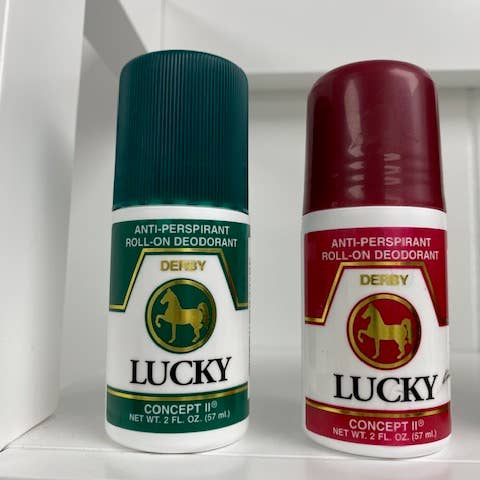 ANTI-PERSPIRANT
ROLL-ON DEODORANT
DERBY
LUCKY
CONCEPT II®
NET WT. 2 FL. OZ. (57 ml.)
ANTI-PERSPIRANT
ROLL-ON DEODORANT
DERBY
LUCKY
CONCEPT II®
NET WT. 2 FL. OZ. (57 ml.)